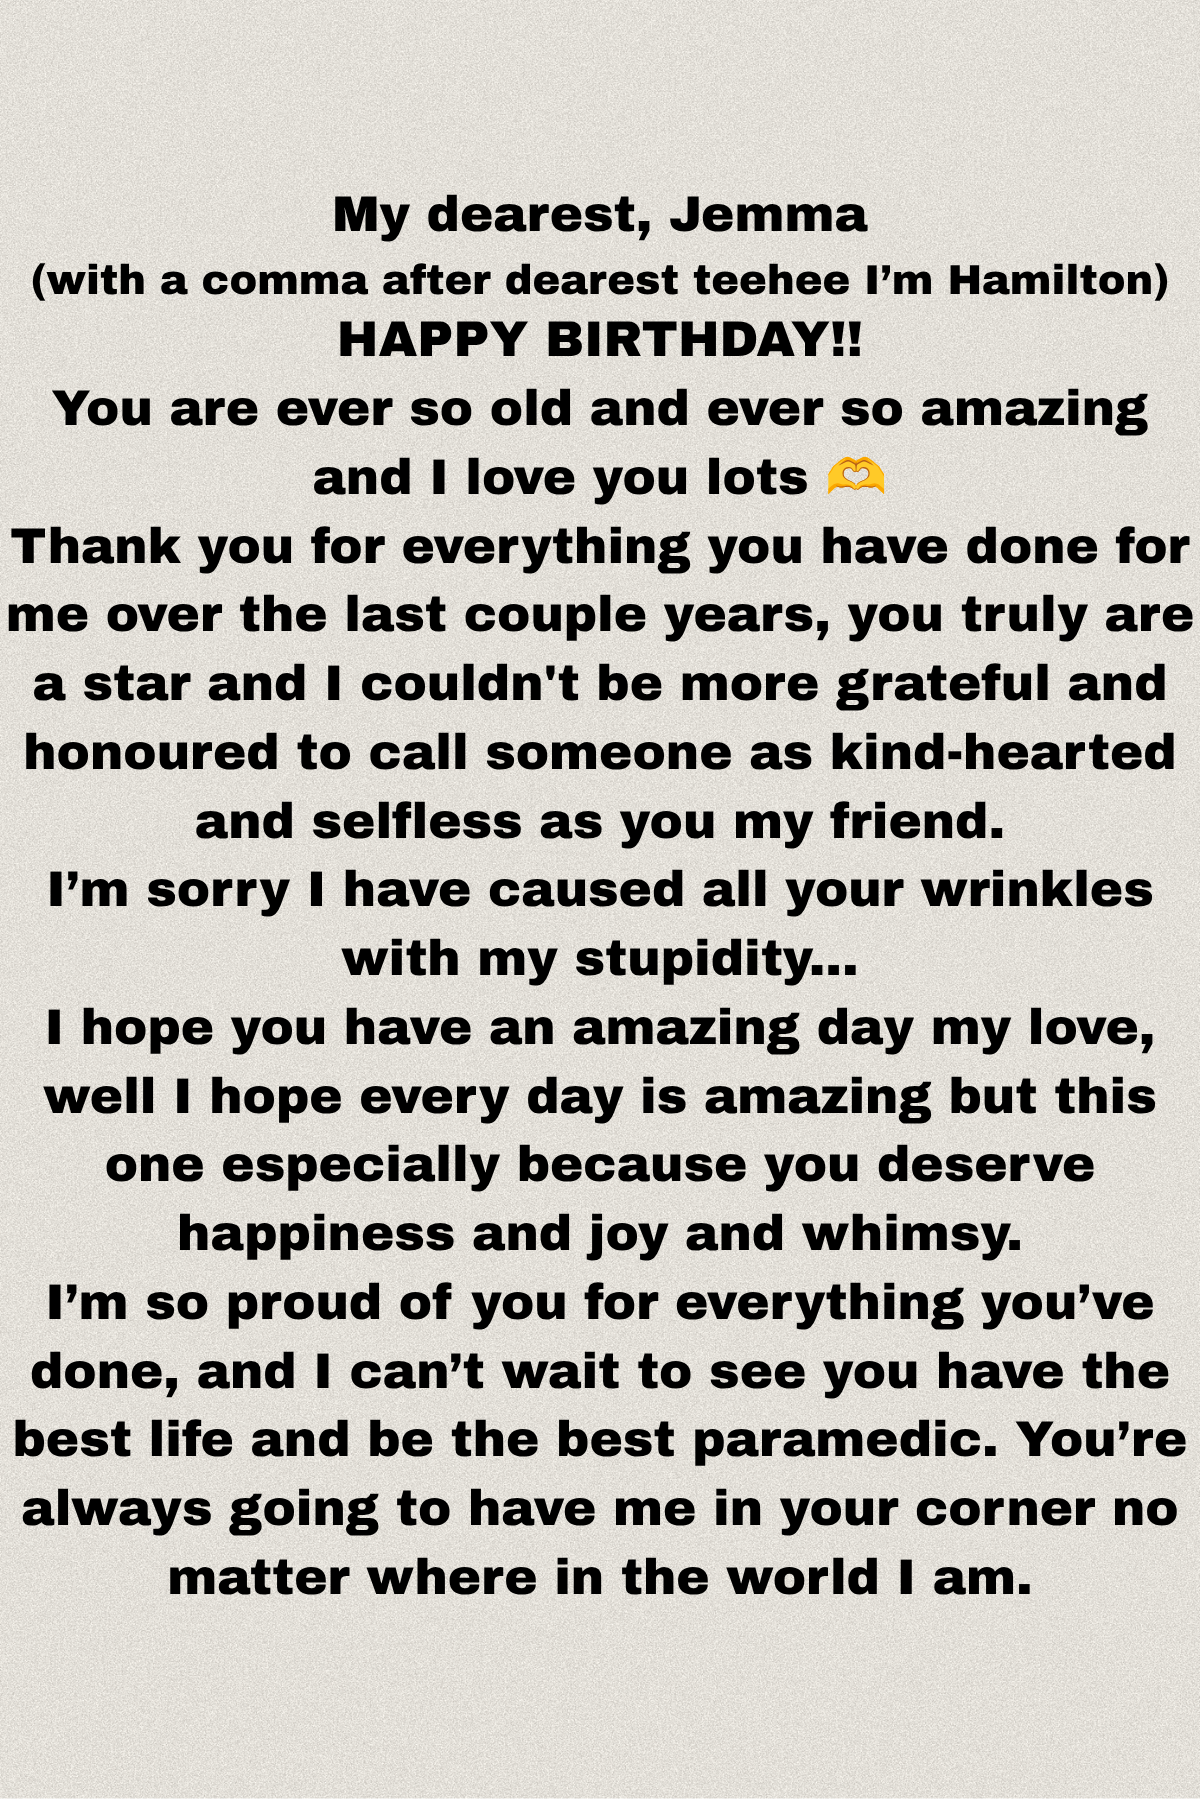 My dearest, Jemma
(with a comma after dearest teehee I’m Hamilton)
HAPPY BIRTHDAY!!
You are ever so old and ever so amazing
and I love you lots 🫶
Thank you for everything you have done for
me over the last couple years, you truly are
a star and I couldn't be more grateful and
honoured to call someone as kind-hearted
and selfless as you my friend.
I’m sorry I have caused all your wrinkles
with my stupidity...
I hope you have an amazing day my love,
well I hope every day is amazing but this
one especially because you deserve
happiness and joy and whimsy.
I’m so proud of you for everything you’ve
done, and I can’t wait to see you have the
best life and be the best paramedic. You’re
always going to have me in your corner no
matter where in the world I am.